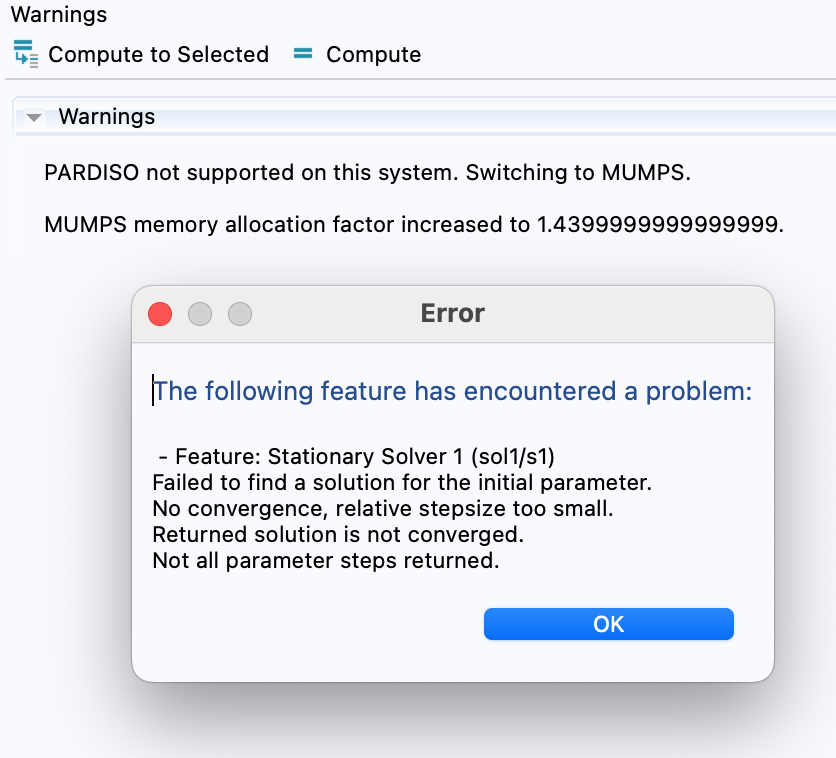 Warnings
Compute to Selected = Compute
Warnings
PARDISO not supported on this system. Switching to MUMPS.
MUMPS memory allocation factor increased to 1.4399999999999999.
Error
The following feature has encountered a problem:
- Feature: Stationary Solver 1 (sol1/s1)
Failed to find a solution for the initial parameter.
No convergence, relative stepsize too small.
Returned solution is not converged.
Not all parameter steps returned.
OK